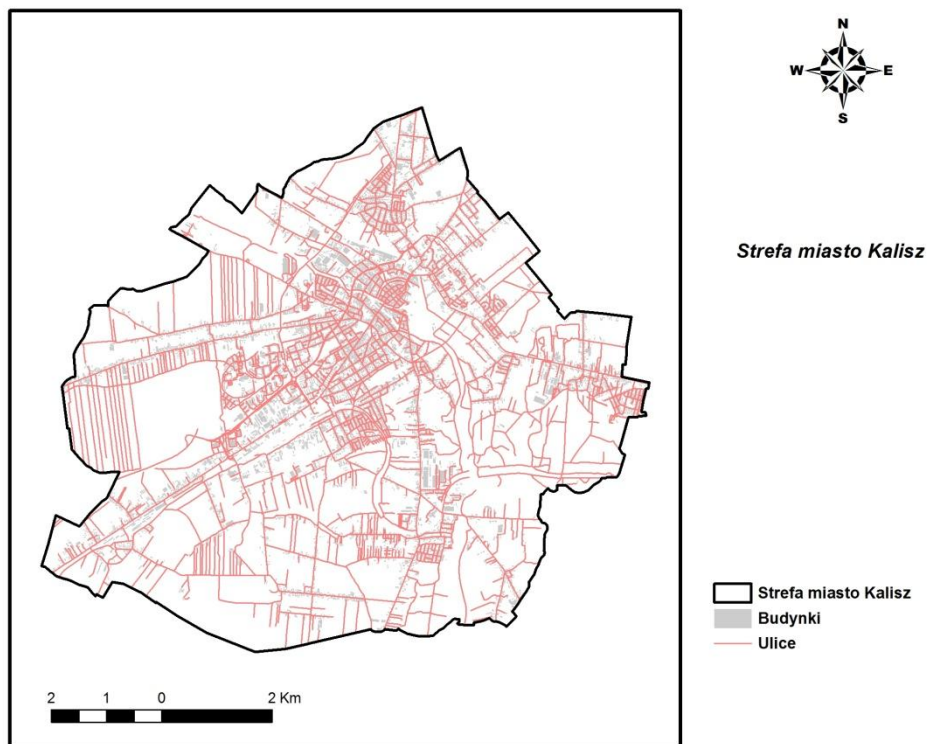 N
W E
S
Strefa miasto Kalisz
Strefa miasto Kalisz
Budynki
Ulice
2 1 0 2 Km